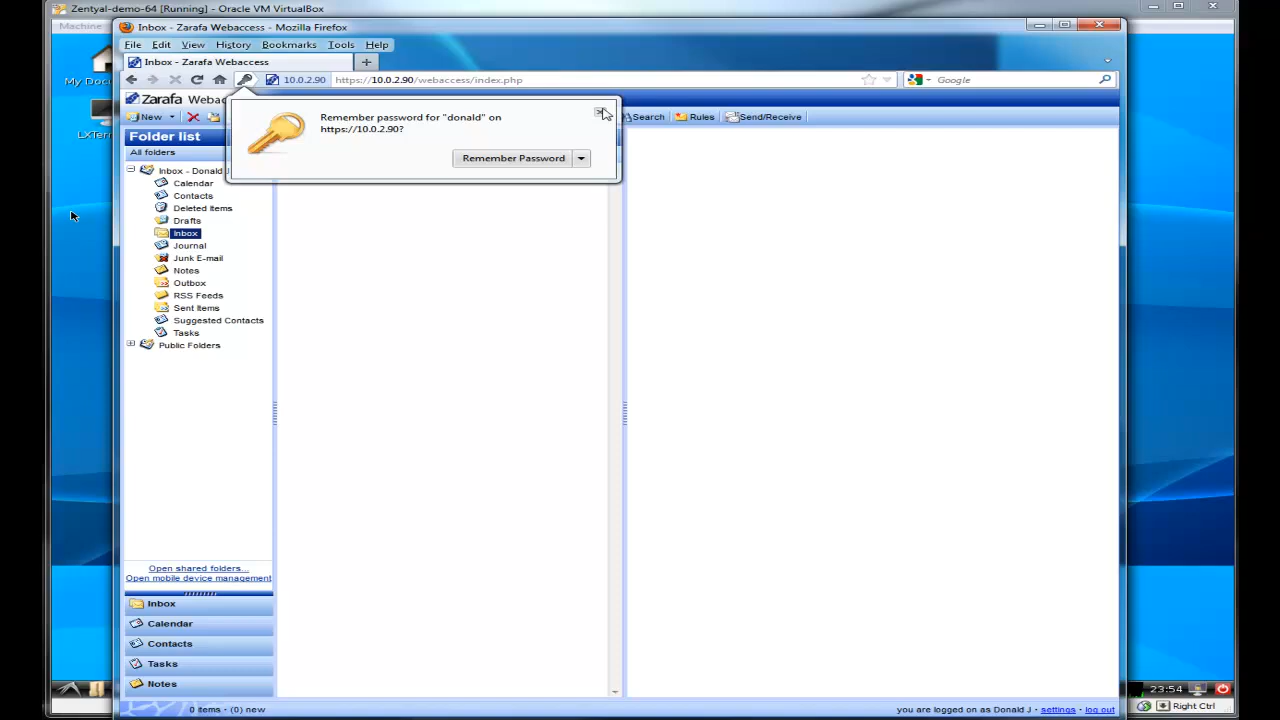 Zentyal-demo-64 [Running] - Oracle VM VirtualBox
Machine
Inbox - Zarafa Webaccess - Mozilla Firefox
File Edit View History Bookmarks Tools Help
Inbox - Zarafa Webaccess
10.0.2.90 https://10.0.2.90/webaccess/index.php Google
My Doc
Zarafa Webac
New Search Rules Send/Receive
Remember password for "donald" on
https://10.0.2.90?
Remember Password
LXTer
Folder list
All folders
Inbox - Donald J
Calendar
Contacts
Deleted Items
Drafts
Inbox
Journal
Junk E-mail
Notes
Outbox
RSS Feeds
Sent Items
Suggested Contacts
Tasks
Public Folders
Open shared folders...
Open mobile device management
Inbox
Calendar
Contacts
Tasks
Notes
23:54
0 items - (0) new you are logged on as Donald J - settings - log out
Right Ctrl